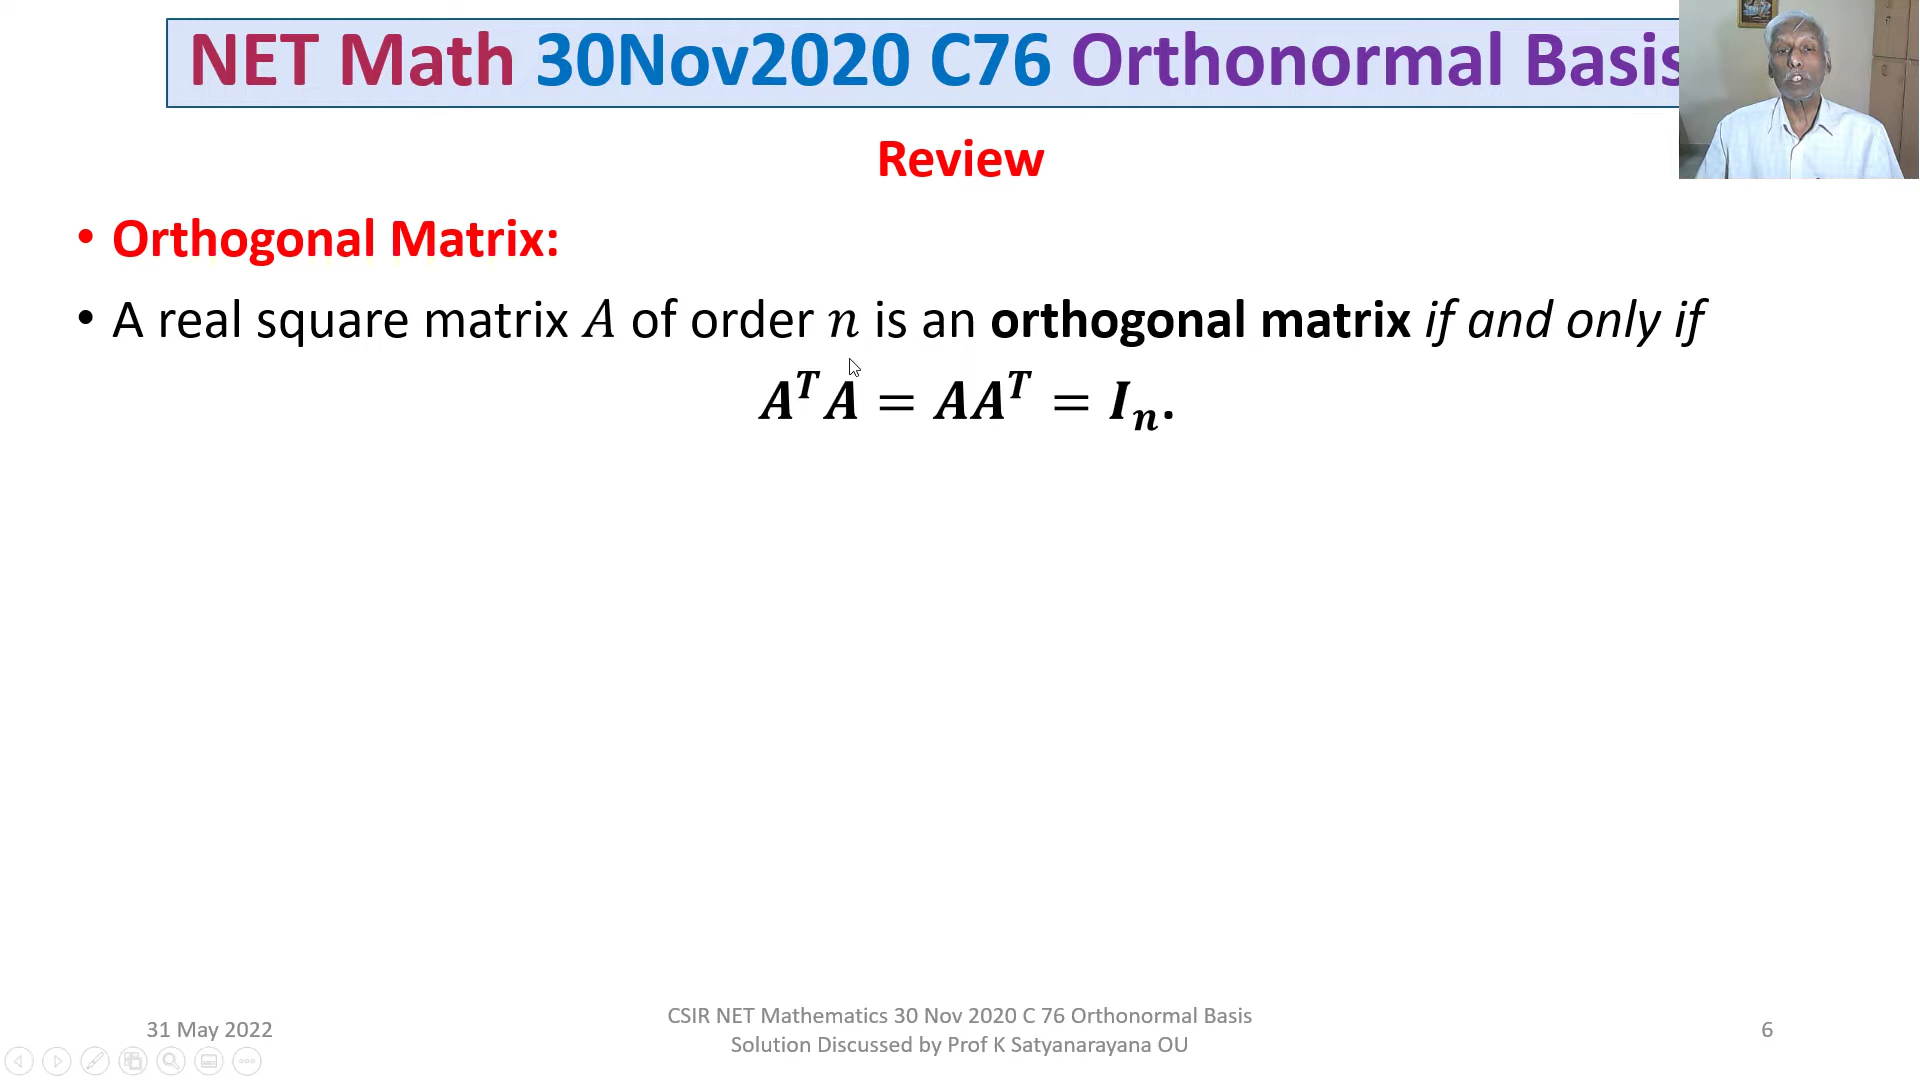 NET Math 30Nov2020 C76 Orthonormal Basis
Review
• Orthogonal Matrix:
• A real square matrix A of order n is an orthogonal matrix if and only if
AᵀA = AAᵀ = Iₙ.
31 May 2022
CSIR NET Mathematics 30 Nov 2020 C 76 Orthonormal Basis
Solution Discussed by Prof K Satyanarayana OU
6